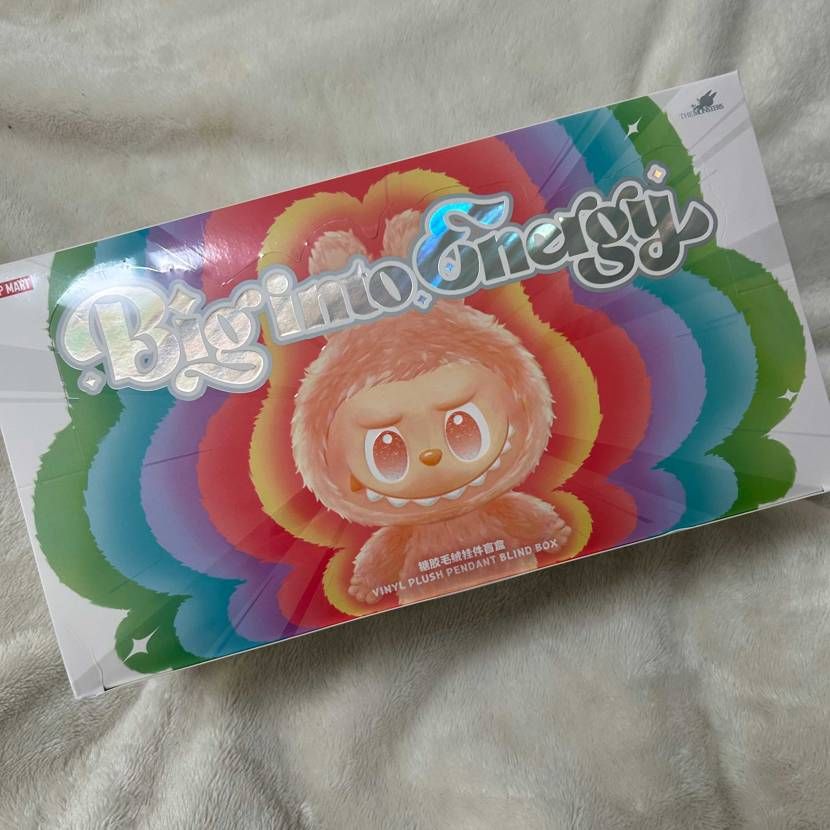 THE MONSTERS
P MART
Big into Energy
搪胶毛绒挂件盲盒
VINYL PLUSH PENDANT BLIND BOX